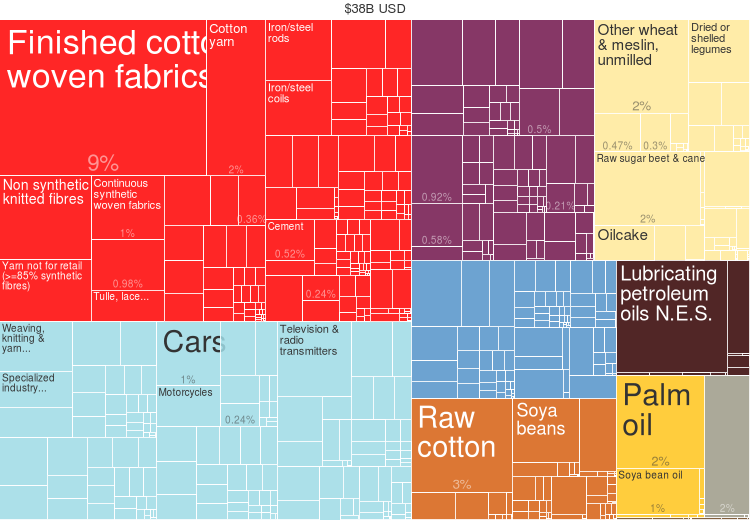 $38B USD
Finished cotto
woven fabrics
9%
Cotton
yarn
2%
Iron/steel
rods
Iron/steel
coils
Non synthetic
knitted fibres
Continuous
synthetic
woven fabrics
1%
0.36%
Yarn not for retail
(>=85% synthetic
fibres)
0.98%
Tulle, lace...
Cement
0.52%
0.24%
0.5%
0.92%
0.21%
0.58%
Other wheat
& meslin,
unmilled
2%
Dried or
shelled
legumes
0.47%
0.3%
Raw sugar beet & cane
2%
Oilcake
Weaving,
knitting &
yarn...
Specialized
industry...
Cars
1%
Motorcycles
0.24%
Television &
radio
transmitters
Raw
cotton
3%
Soya
beans
Lubricating
petroleum
oils N.E.S.
Palm
oil
2%
Soya bean oil
1%
2%